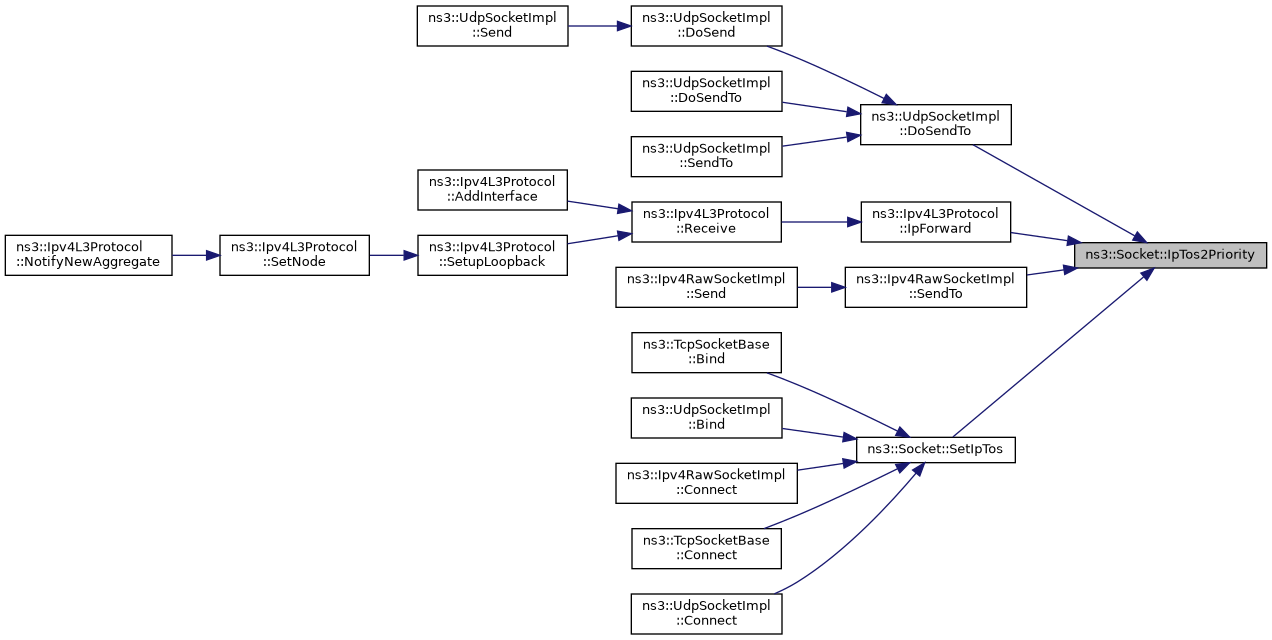 ns3::UdpSocketImpl
::Send
ns3::UdpSocketImpl
::DoSend
ns3::UdpSocketImpl
::DoSendTo
ns3::UdpSocketImpl
::DoSendTo
ns3::UdpSocketImpl
::SendTo
ns3::Ipv4L3Protocol
::AddInterface
ns3::Ipv4L3Protocol
::Receive
ns3::Ipv4L3Protocol
::IpForward
ns3::Ipv4L3Protocol
::NotifyNewAggregate
ns3::Ipv4L3Protocol
::SetNode
ns3::Ipv4L3Protocol
::SetupLoopback
ns3::Socket::IpTos2Priority
ns3::Ipv4RawSocketImpl
::Send
ns3::Ipv4RawSocketImpl
::SendTo
ns3::TcpSocketBase
::Bind
ns3::UdpSocketImpl
::Bind
ns3::Socket::SetIpTos
ns3::Ipv4RawSocketImpl
::Connect
ns3::TcpSocketBase
::Connect
ns3::UdpSocketImpl
::Connect